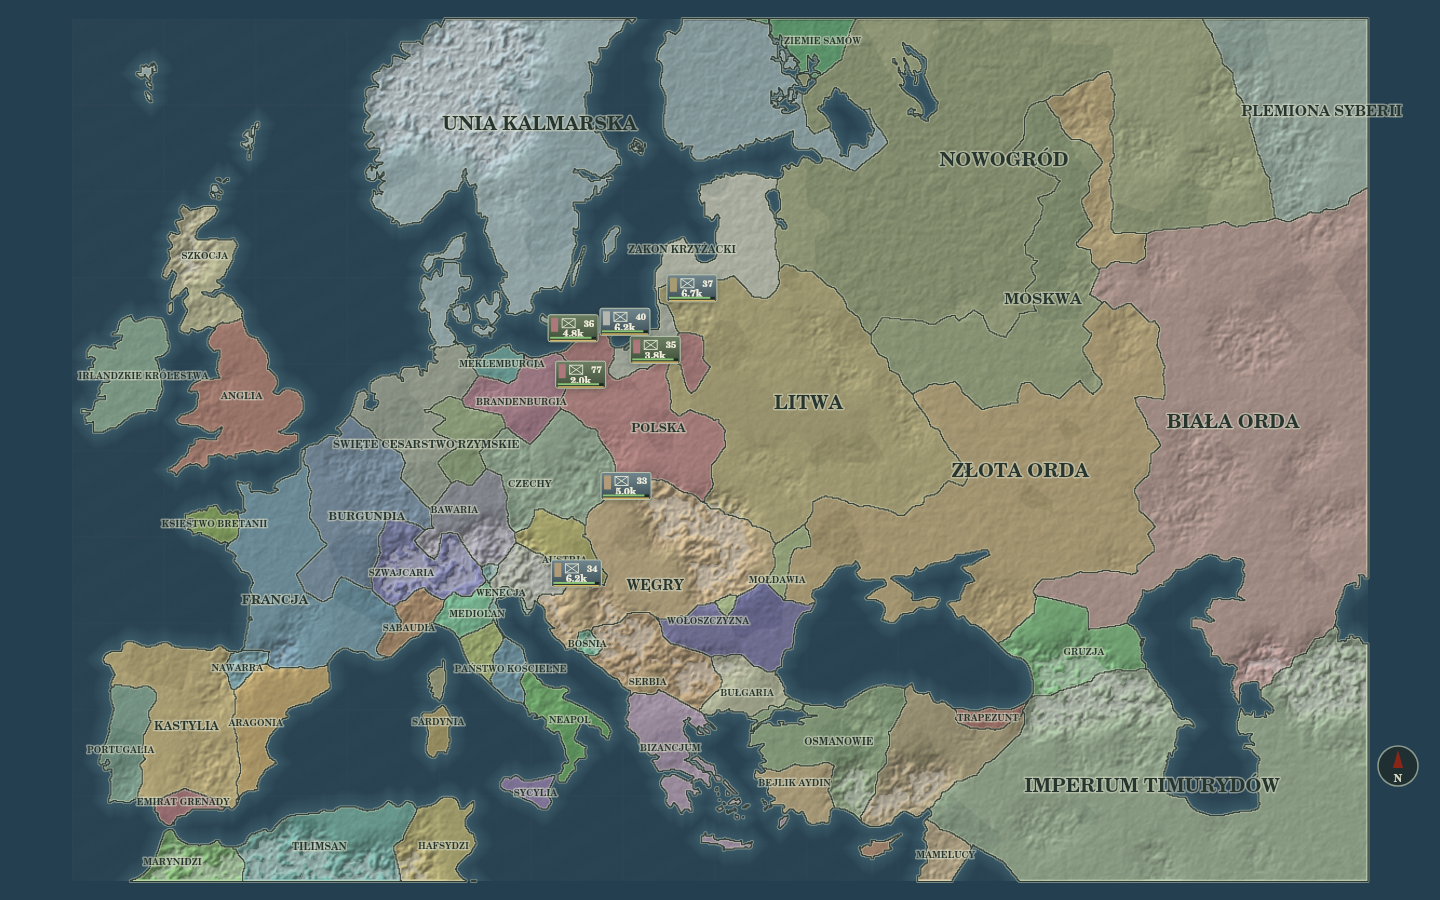 ZIEMIE SAMÓW
PLEMIONA SYBERII
UNIA KALMARSKA
NOWOGRÓD
ZAKON KRZYŻACKI
SZKOCJA
37
6.7k
MOSKWA
36
4.8k
40
6.2k
35
3.8k
MEKLEMBURGIA
77
2.0k
IRLANDZKIE KRÓLESTWA
ANGLIA
BRANDENBURGIA
LITWA
BIAŁA ORDA
POLSKA
ŚWIĘTE CESARSTWO RZYMSKIE
ZŁOTA ORDA
CZECHY
33
5.0k
BAWARIA
BURGUNDIA
KSIĘSTWO BRETANII
AUSTRIA
34
6.2k
SZWAJCARIA
WĘGRY
MOŁDAWIA
WENECJA
FRANCJA
MEDIOLAN
WOŁOSZCZYZNA
SABAUDIA
BOŚNIA
GRUZJA
NAWARRA
PAŃSTWO KOŚCIELNE
SERBIA
BUŁGARIA
KASTYLIA
ARAGONIA
SARDYNIA
NEAPOL
TRAPEZUNT
OSMANOWIE
PORTUGALIA
BIZANCJUM
BEJLIK AYDIN
IMPERIUM TIMURYDÓW
N
SYCYLIA
EMIRAT GRENADY
TILIMSAN
HAFSYDZI
MARYNIDZI
MAMELUCY